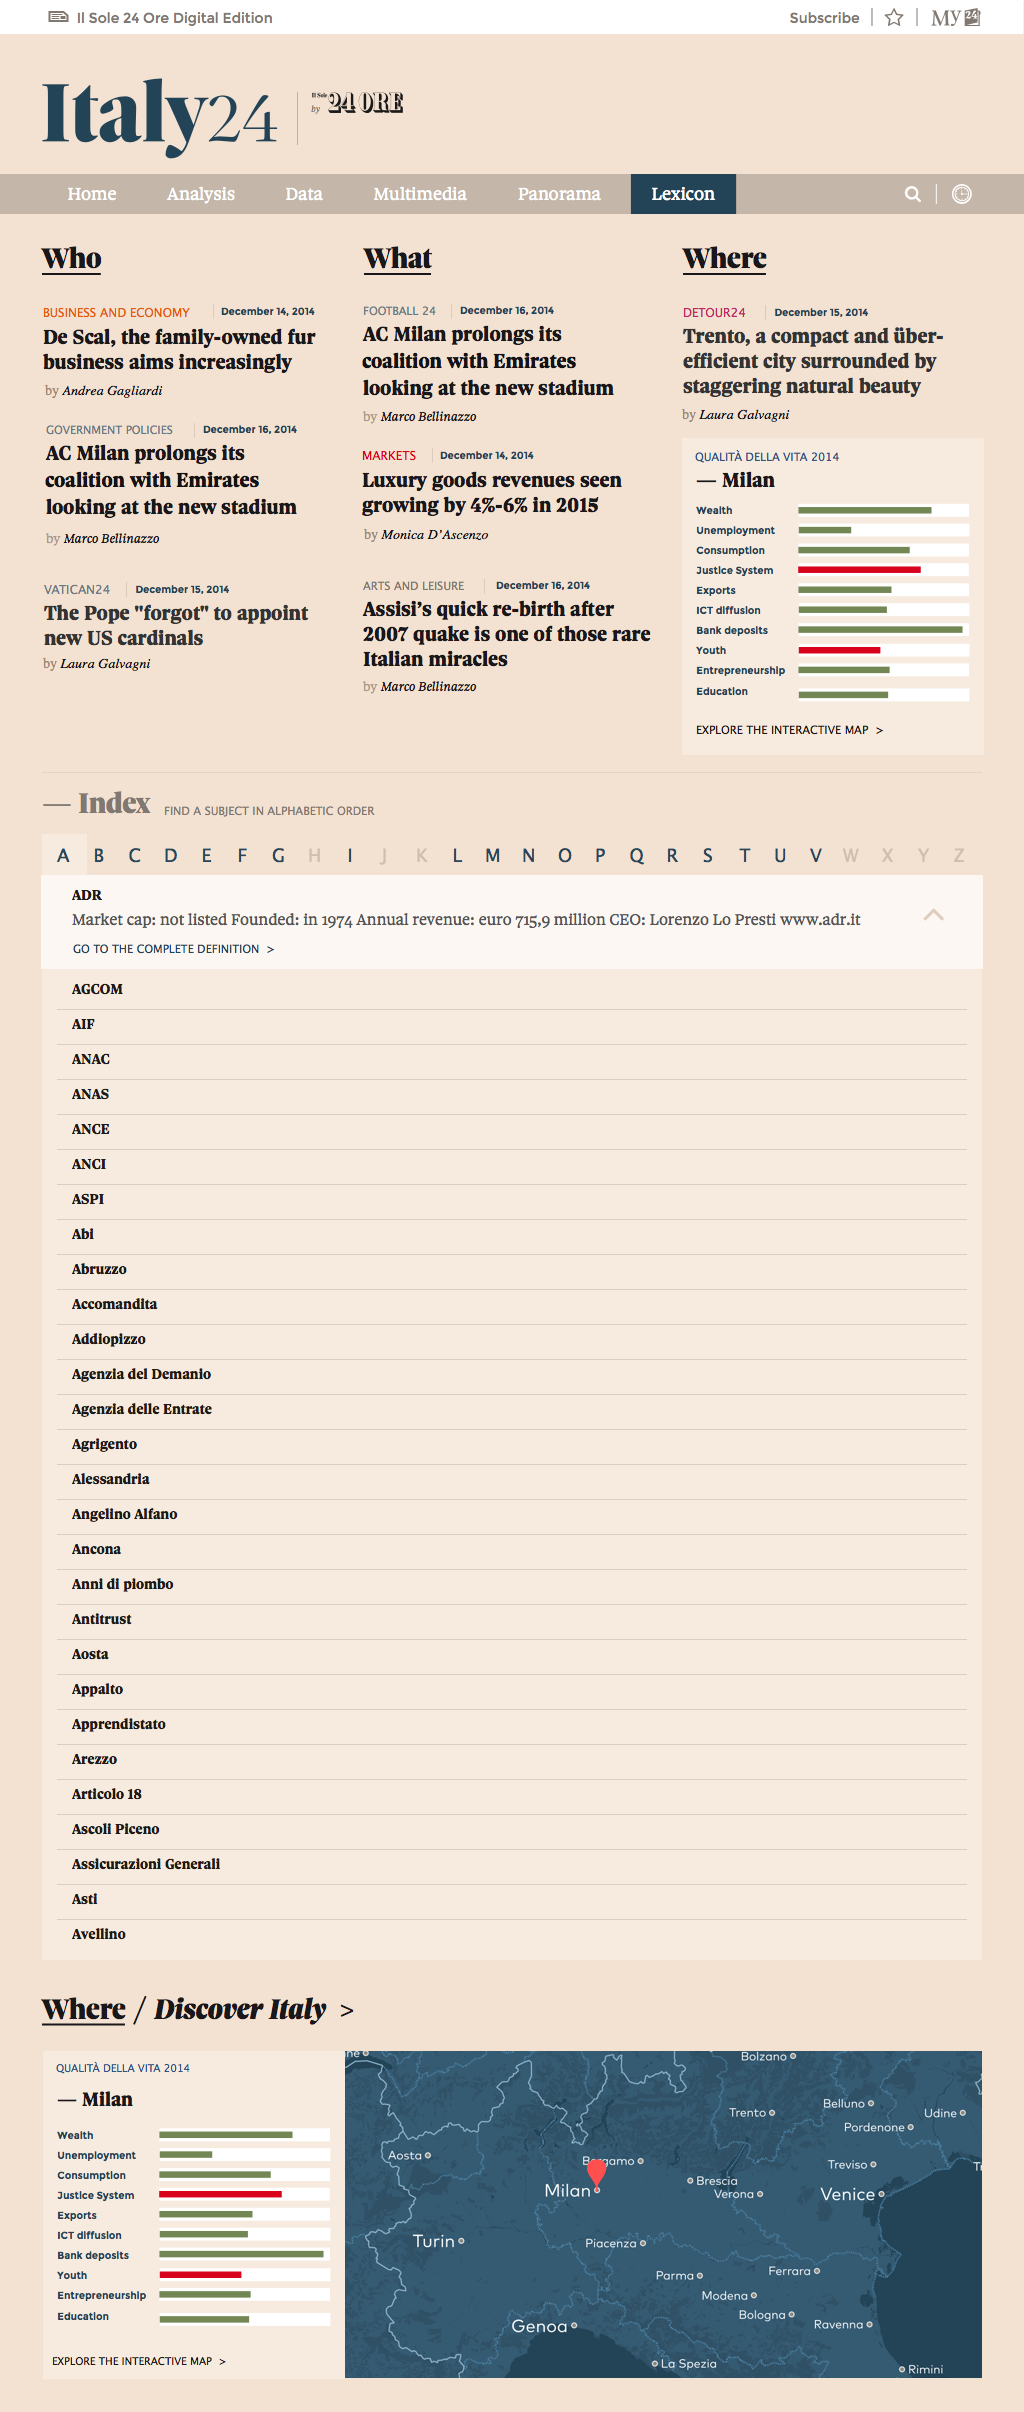 Il Sole 24 Ore Digital Edition
Subscribe
MY 24
Italy24
by Il Sole 24 ORE
Home Analysis Data Multimedia Panorama Lexicon
Who
BUSINESS AND ECONOMY December 14, 2014
De Scal, the family-owned fur
business aims increasingly
by Andrea Gagliardi
GOVERNMENT POLICIES December 16, 2014
AC Milan prolongs its
coalition with Emirates
looking at the new stadium
by Marco Bellinazzo
VATICAN24 December 15, 2014
The Pope "forgot" to appoint
new US cardinals
by Laura Galvagni
What
FOOTBALL 24 December 16, 2014
AC Milan prolongs its
coalition with Emirates
looking at the new stadium
by Marco Bellinazzo
MARKETS December 14, 2014
Luxury goods revenues seen
growing by 4%-6% in 2015
by Monica D'Ascenzo
ARTS AND LEISURE December 16, 2014
Assisi's quick re-birth after
2007 quake is one of those rare
Italian miracles
by Marco Bellinazzo
Where
DETOUR24 December 15, 2014
Trento, a compact and über-
efficient city surrounded by
staggering natural beauty
by Laura Galvagni
QUALITÀ DELLA VITA 2014
— Milan
Wealth
Unemployment
Consumption
Justice System
Exports
ICT diffusion
Bank deposits
Youth
Entrepreneurship
Education
EXPLORE THE INTERACTIVE MAP >
— Index FIND A SUBJECT IN ALPHABETIC ORDER
A B C D E F G H I J K L M N O P Q R S T U V W X Y Z
ADR
Market cap: not listed Founded: in 1974 Annual revenue: euro 715,9 million CEO: Lorenzo Lo Presti www.adr.it
GO TO THE COMPLETE DEFINITION >
AGCOM
AIF
ANAC
ANAS
ANCE
ANCI
ASPI
Abi
Abruzzo
Accomandita
Addiopizzo
Agenzia del Demanio
Agenzia delle Entrate
Agrigento
Alessandria
Angelino Alfano
Ancona
Anni di piombo
Antitrust
Aosta
Appalto
Apprendistato
Arezzo
Articolo 18
Ascoli Piceno
Assicurazioni Generali
Asti
Avellino
Where / Discover Italy >
QUALITÀ DELLA VITA 2014
— Milan
Wealth
Unemployment
Consumption
Justice System
Exports
ICT diffusion
Bank deposits
Youth
Entrepreneurship
Education
EXPLORE THE INTERACTIVE MAP >
Bolzano
Belluno
Trento
Udine
Pordenone
Aosta
Bergamo
Treviso
Brescia
Milan
Verona
Venice
Turin
Piacenza
Ferrara
Parma
Modena
Bologna
Ravenna
Genoa
La Spezia
Rimini